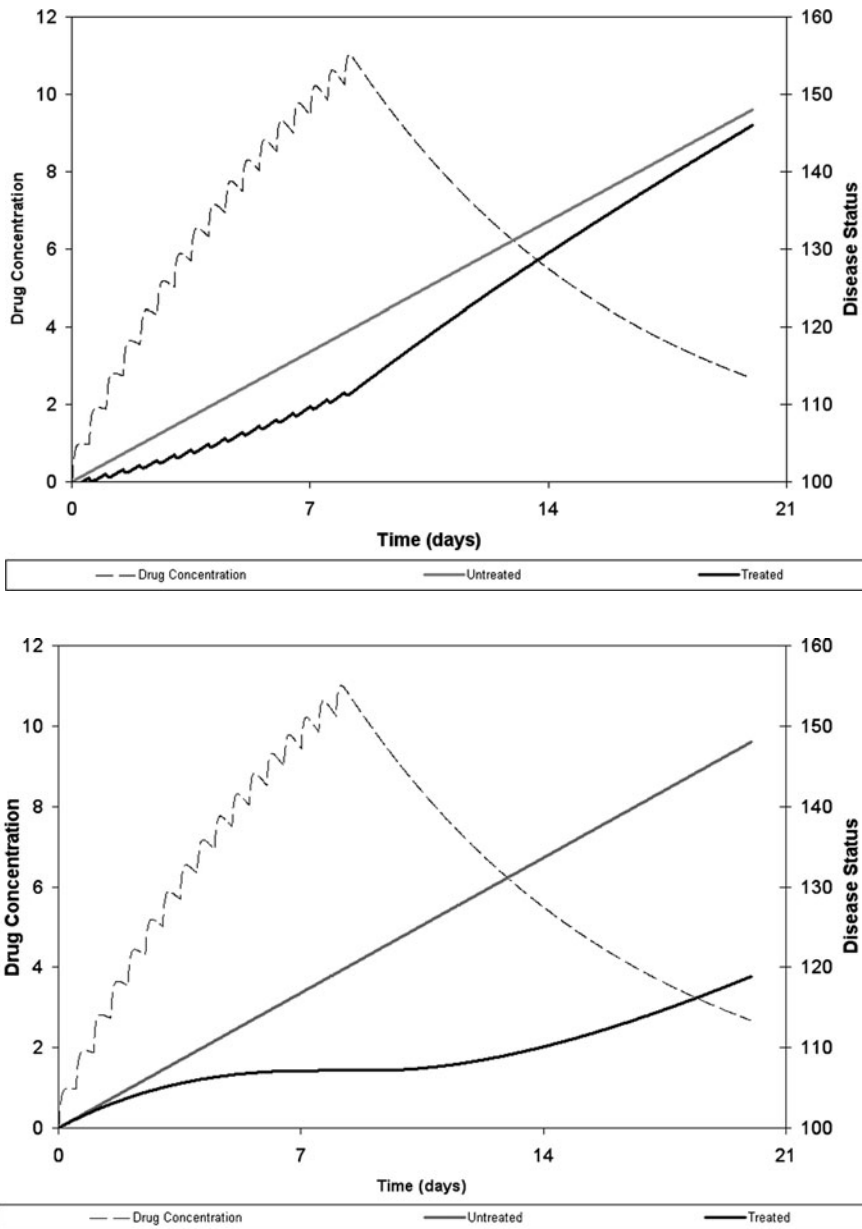 12 160
10 150
8 140
6 130
4 120
2 110
0 100
0 7 14 21
Drug Concentration
Disease Status
Time (days)
Drug Concentration Untreated Treated
12 160
10 150
8 140
6 130
4 120
2 110
0 100
0 7 14 21
Drug Concentration
Disease Status
Time (days)
Drug Concentration Untreated Treated